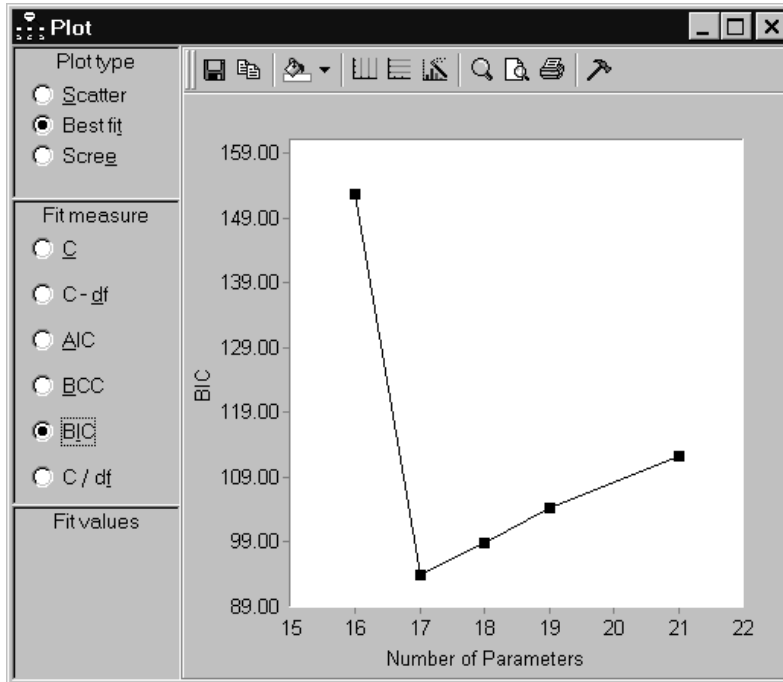 Plot
Plot type
Scatter
Best fit
Scree
Fit measure
C
C - df
AIC
BCC
BIC
C / df
Fit values
159.00
149.00
139.00
129.00
119.00
109.00
99.00
89.00
BIC
15 16 17 18 19 20 21 22
Number of Parameters